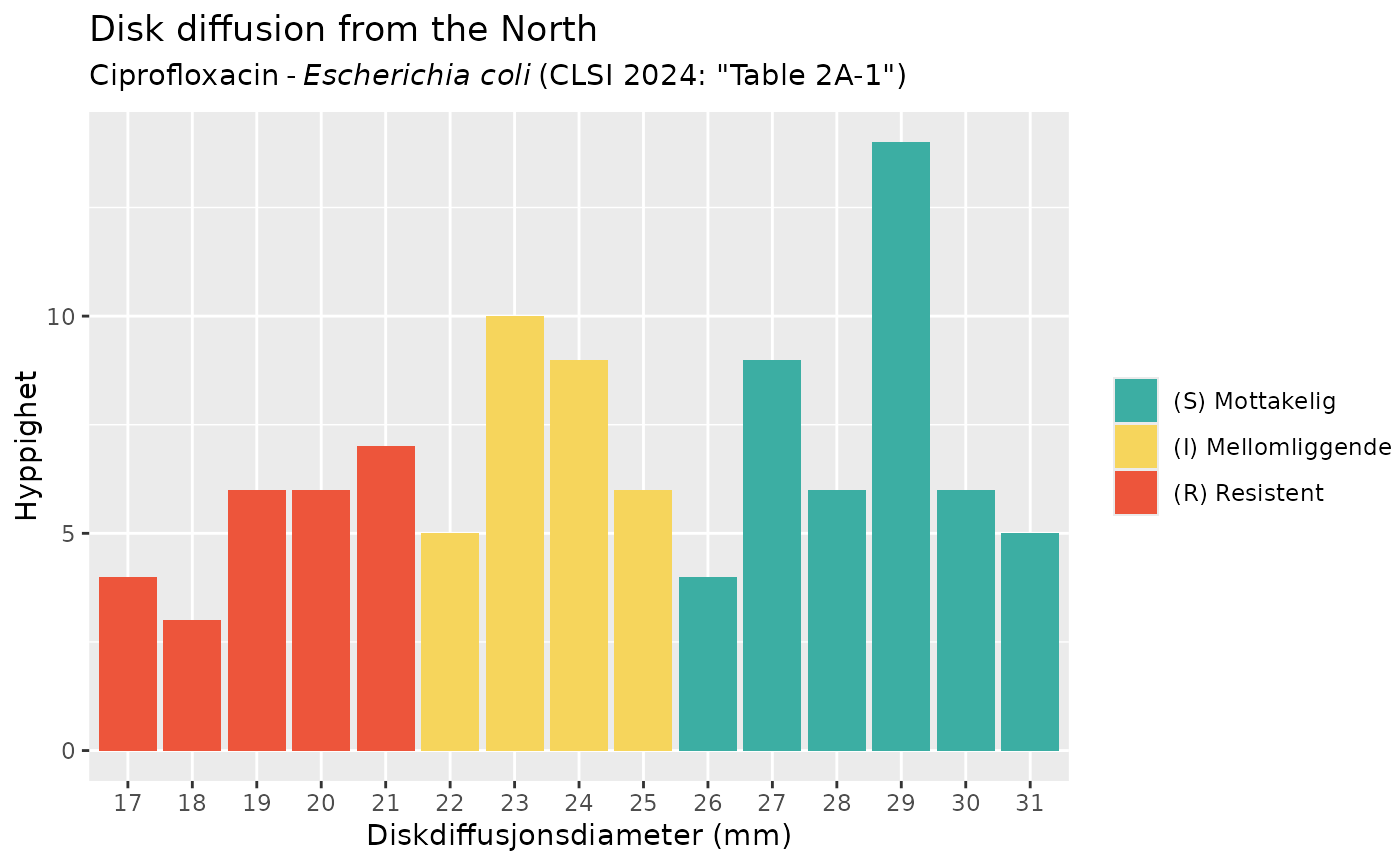 Disk diffusion from the North
Ciprofloxacin - Escherichia coli (CLSI 2024: "Table 2A-1")
Hyppighet
10
5
0
17 18 19 20 21 22 23 24 25 26 27 28 29 30 31
Diskdiffusjonsdiameter (mm)
(S) Mottakelig
(I) Mellomliggende
(R) Resistent